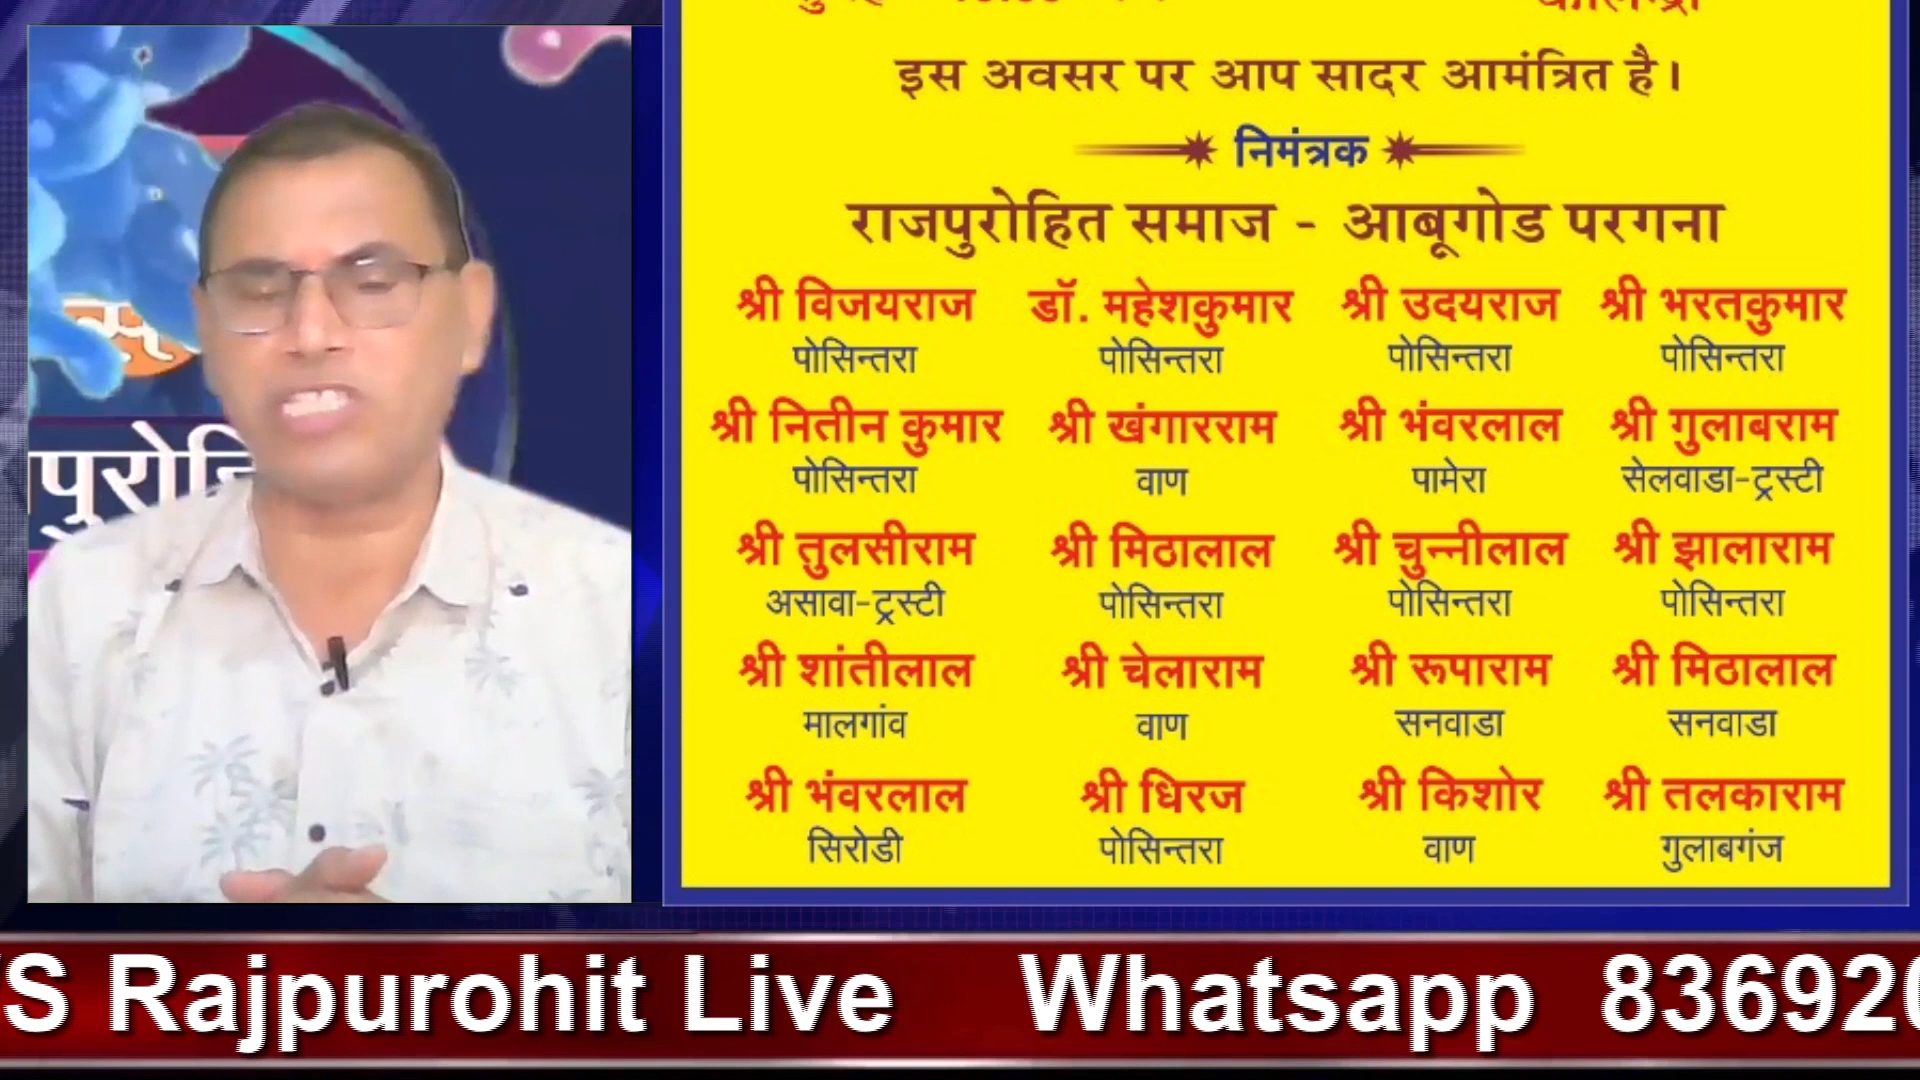 इस अवसर पर आप सादर आमंत्रित है।
निमंत्रक
राजपुरोहित समाज - आबूगोड परगना
श्री विजयराज डॉ. महेशकुमार श्री उदयराज श्री भरतकुमार
पोसिन्तरा पोसिन्तरा पोसिन्तरा पोसिन्तरा
श्री नितीन कुमार श्री खंगारराम श्री भंवरलाल श्री गुलाबराम
पोसिन्तरा वाण पामेरा सेलवाडा-ट्रस्टी
श्री तुलसीराम श्री मिठालाल श्री चुन्नीलाल श्री झालाराम
असावा-ट्रस्टी पोसिन्तरा पोसिन्तरा पोसिन्तरा
श्री शांतीलाल श्री चेलाराम श्री रूपाराम श्री मिठालाल
मालगांव वाण सनवाडा सनवाडा
श्री भंवरलाल श्री धिरज श्री किशोर श्री तलकाराम
सिरोडी पोसिन्तरा वाण गुलाबगंज
S Rajpurohit Live Whatsapp 83692